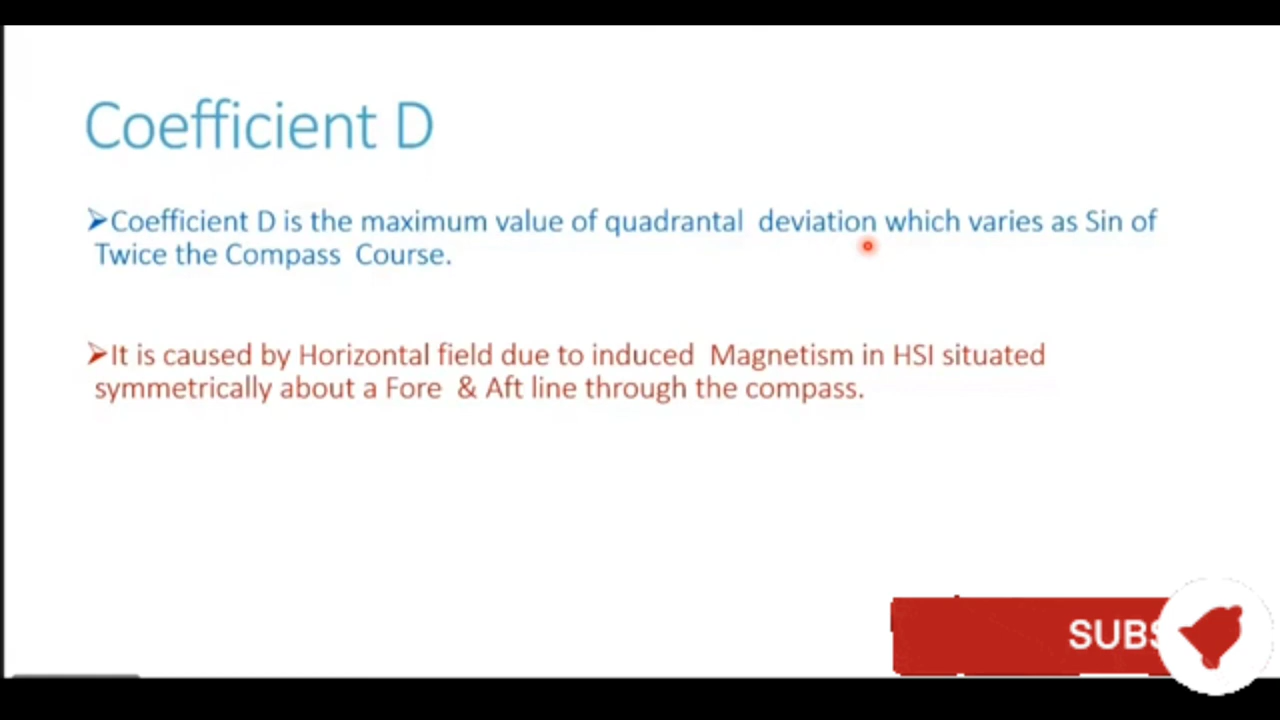 Coefficient D
➤Coefficient D is the maximum value of quadrantal deviation which varies as Sin of
Twice the Compass Course.
➤It is caused by Horizontal field due to induced Magnetism in HSI situated
symmetrically about a Fore & Aft line through the compass.
SUBS